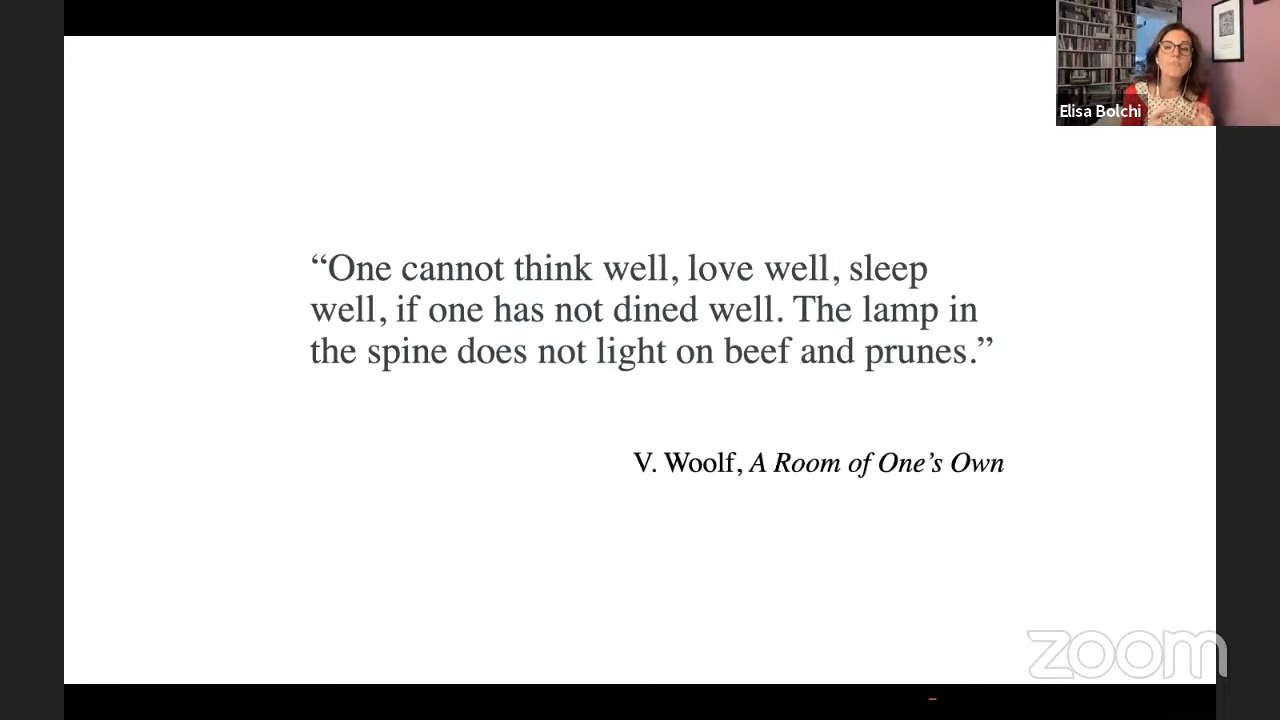 Elisa Bolchi
“One cannot think well, love well, sleep
well, if one has not dined well. The lamp in
the spine does not light on beef and prunes.”
V. Woolf, A Room of One’s Own
zoom